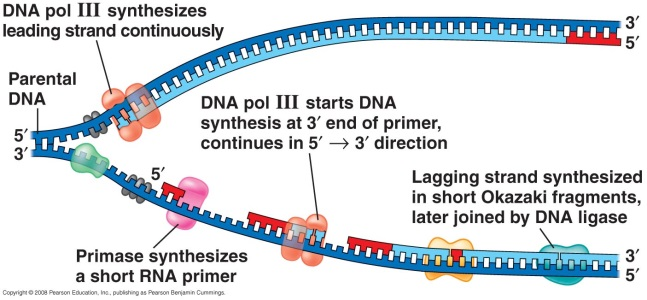 DNA pol III synthesizes
leading strand continuously
3′
5′
Parental
DNA
DNA pol III starts DNA
synthesis at 3′ end of primer,
continues in 5′ → 3′ direction
5′
3′
5′
Lagging strand synthesized
in short Okazaki fragments,
later joined by DNA ligase
Primase synthesizes
a short RNA primer
3′
5′
Copyright © 2008 Pearson Education, Inc., publishing as Pearson Benjamin Cummings.